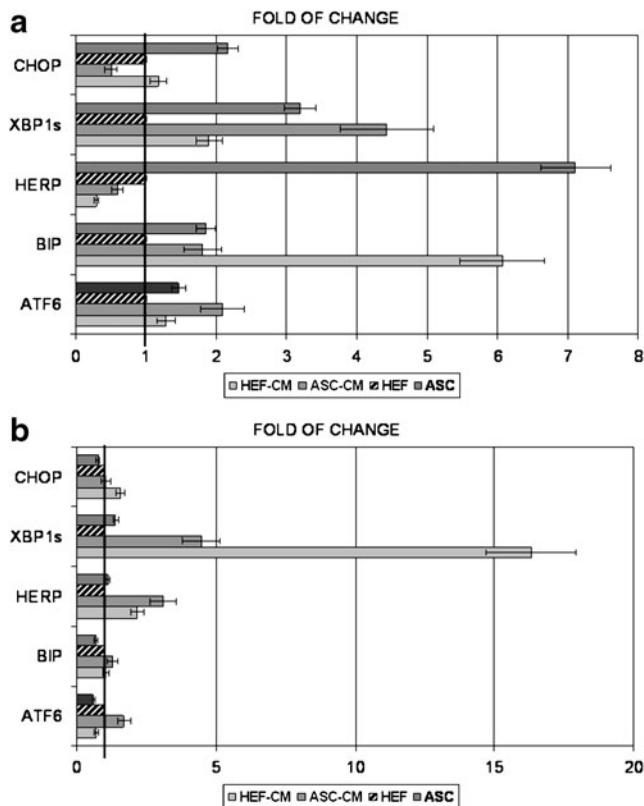 a
FOLD OF CHANGE
CHOP
XBP1s
HERP
BIP
ATF6
0 1 2 3 4 5 6 7 8
HEF-CM ASC-CM HEF ASC
b
FOLD OF CHANGE
CHOP
XBP1s
HERP
BIP
ATF6
0 5 10 15 20
HEF-CM ASC-CM HEF ASC